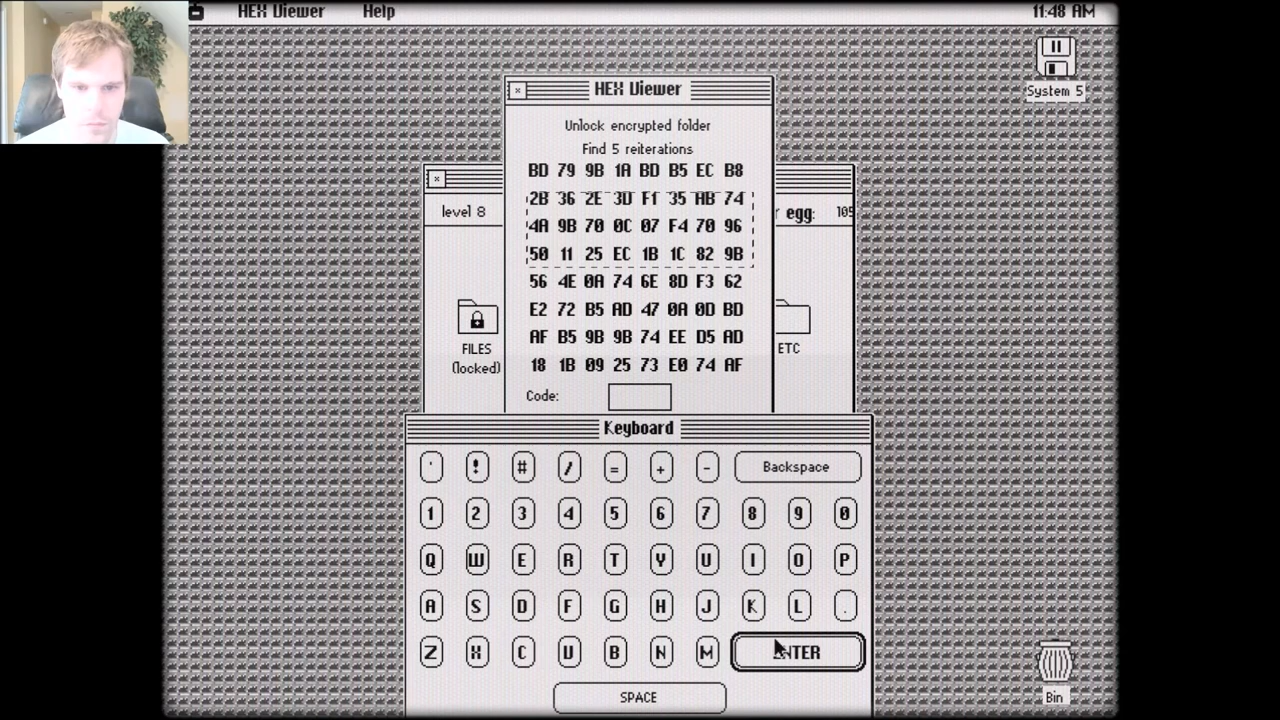 HEX Viewer Help 11:48 AM
System 5
HEX Viewer
Unlock encrypted folder
Find 5 reiterations
BD 79 9B 1A BD B5 EC B8
2B 36 2E 3D F1 35 AB 74
4A 9B 70 0C 07 F4 70 96
50 11 25 EC 1B 1C 82 9B
56 4E 0A 74 6E 8D F3 62
E2 72 B5 AD 47 0A 0D BD
AF B5 9B 9B 74 EE D5 AD
18 1B 09 25 73 E0 74 AF
Code:
level 8
egg: 105
FILES
(locked)
ETC
Keyboard
' ! # / = + - Backspace
1 2 3 4 5 6 7 8 9 0
Q W E R T Y U I O P
A S D F G H J K L .
Z X C V B N M ENTER
SPACE
Bin